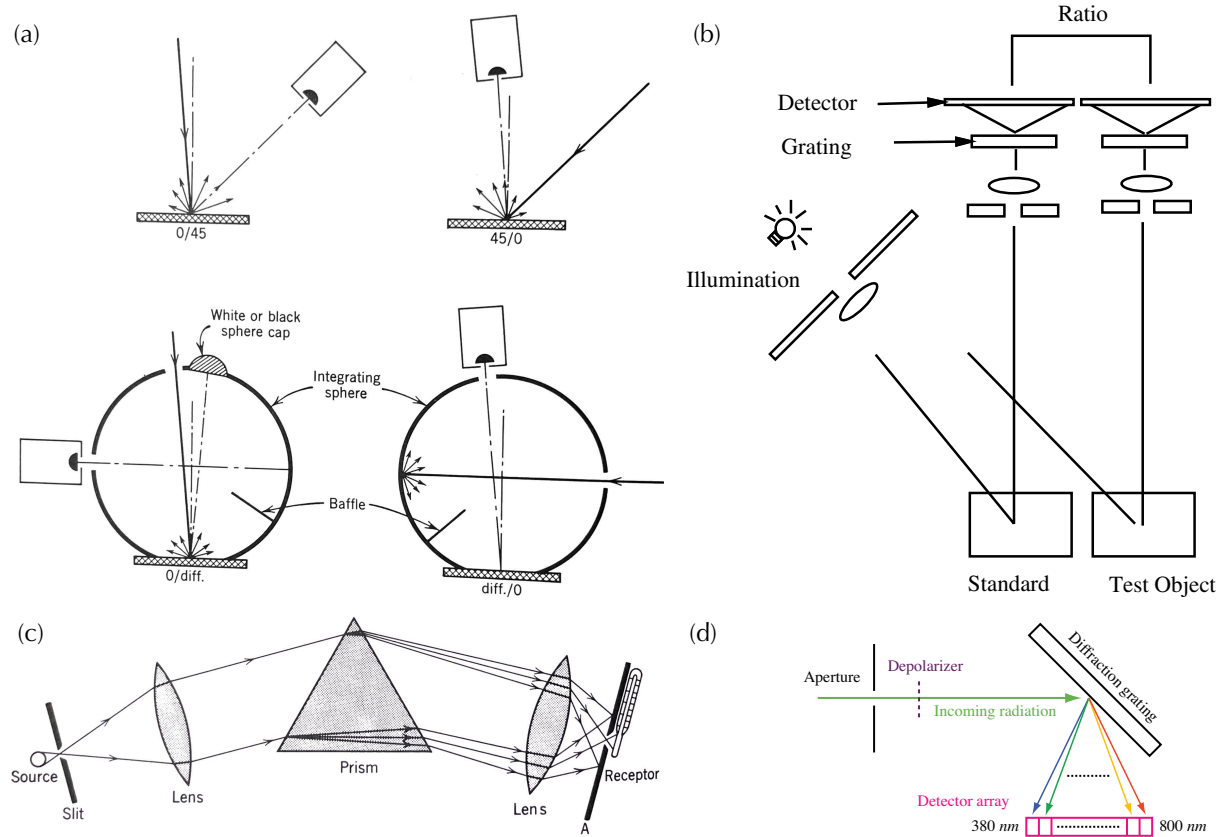 (a)
0/45
45/0
White or black
sphere cap
Integrating
sphere
Baffle
0/diff.
diff./0
(b)
Ratio
Detector
Grating
Illumination
Standard
Test Object
(c)
Source
Slit
Lens
Prism
Lens
A
Receptor
(d)
Aperture
Depolarizer
Incoming radiation
Diffraction grating
Detector array
380 nm
800 nm